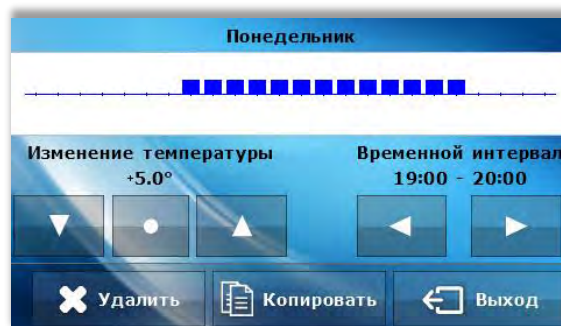 Понедельник
Изменение температуры
+5.0°
Временной интервал
19:00 - 20:00
Удалить
Копировать
Выход